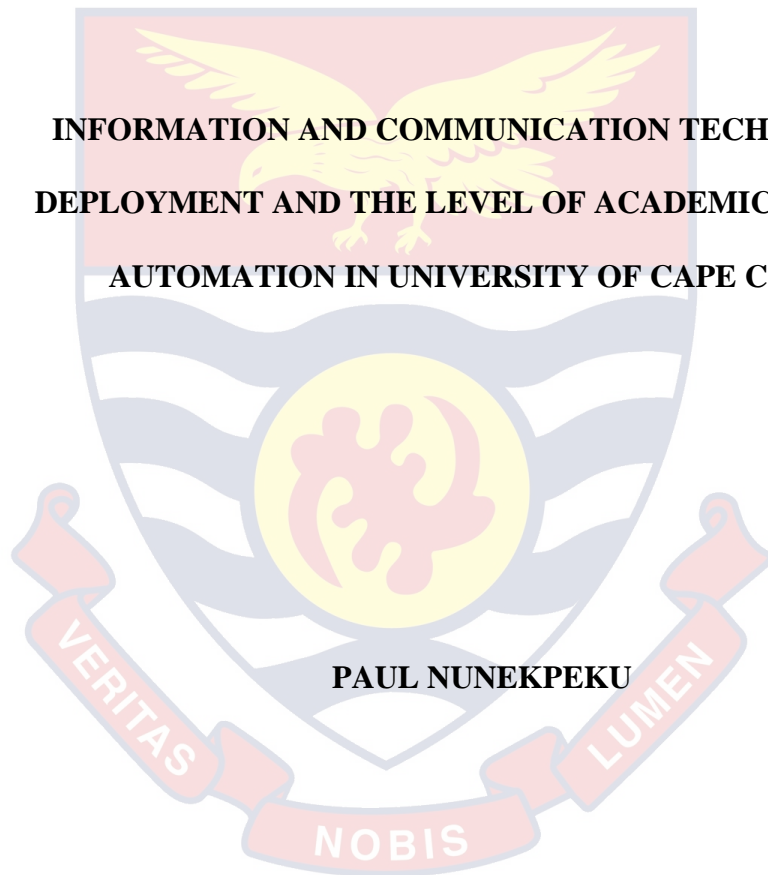 INFORMATION AND COMMUNICATION TECH
DEPLOYMENT AND THE LEVEL OF ACADEMIC
AUTOMATION IN UNIVERSITY OF CAPE C
PAUL NUNEKPEKU
VERITAS
NOBIS
LUMEN